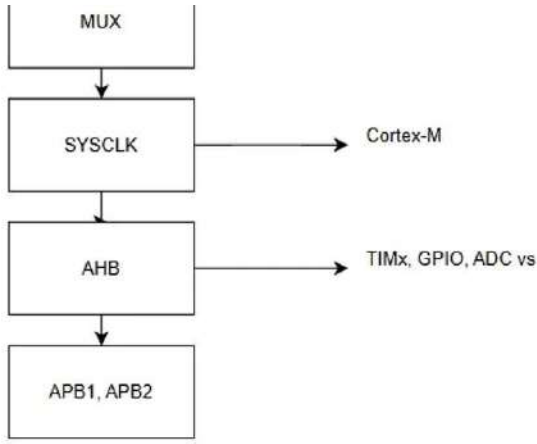 MUX
SYSCLK
Cortex-M
AHB
TIMx, GPIO, ADC vs
APB1, APB2